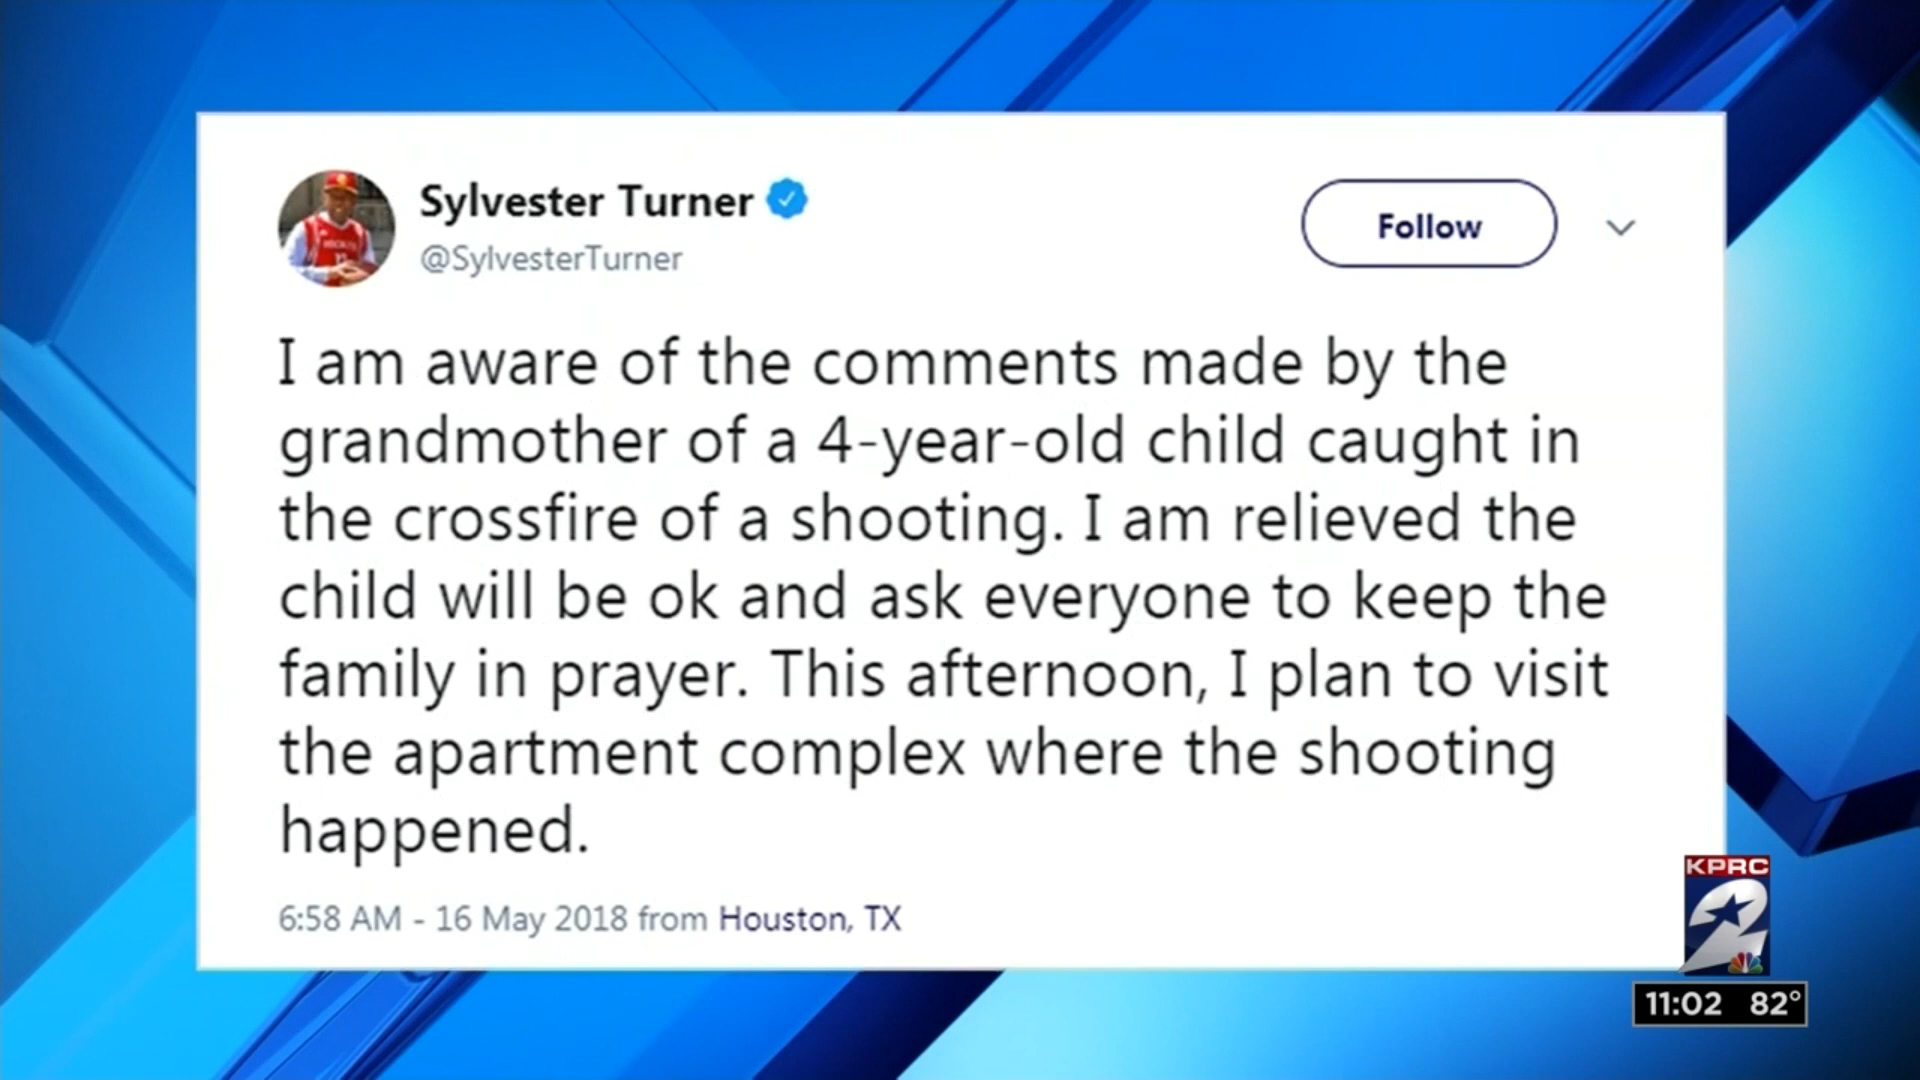 Sylvester Turner
@SylvesterTurner
Follow
I am aware of the comments made by the
grandmother of a 4-year-old child caught in
the crossfire of a shooting. I am relieved the
child will be ok and ask everyone to keep the
family in prayer. This afternoon, I plan to visit
the apartment complex where the shooting
happened.
6:58 AM - 16 May 2018 from Houston, TX
KPRC
2
11:02 82°